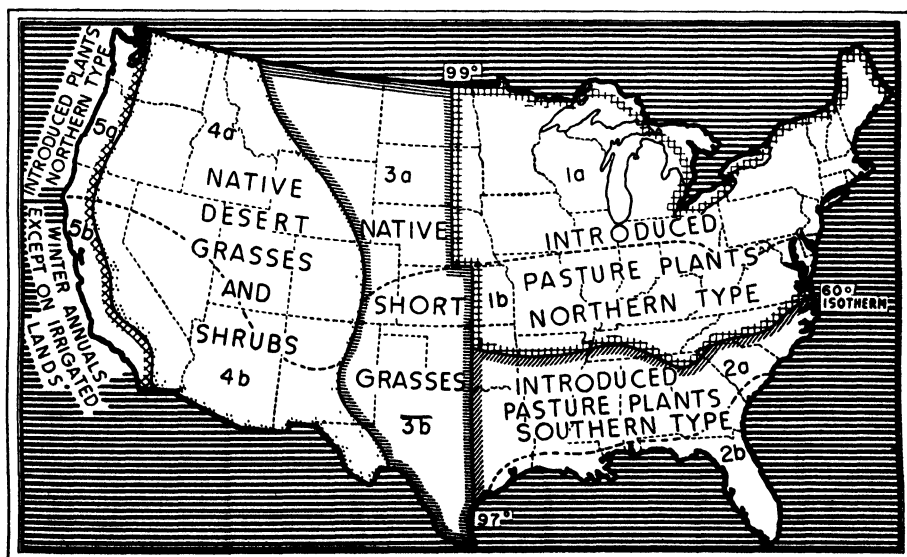 INTRODUCED PLANTS
NORTHERN TYPE
WINTER ANNUALS
EXCEPT ON IRRIGATED
LANDS
5a
5b
4a
NATIVE
DESERT
GRASSES
AND
SHRUBS
4b
99°
3a
NATIVE
SHORT
GRASSES
3b
97°
1a
INTRODUCED
PASTURE PLANTS
NORTHERN TYPE
1b
60°
ISOTHERM
2a
INTRODUCED
PASTURE PLANTS
SOUTHERN TYPE
2b